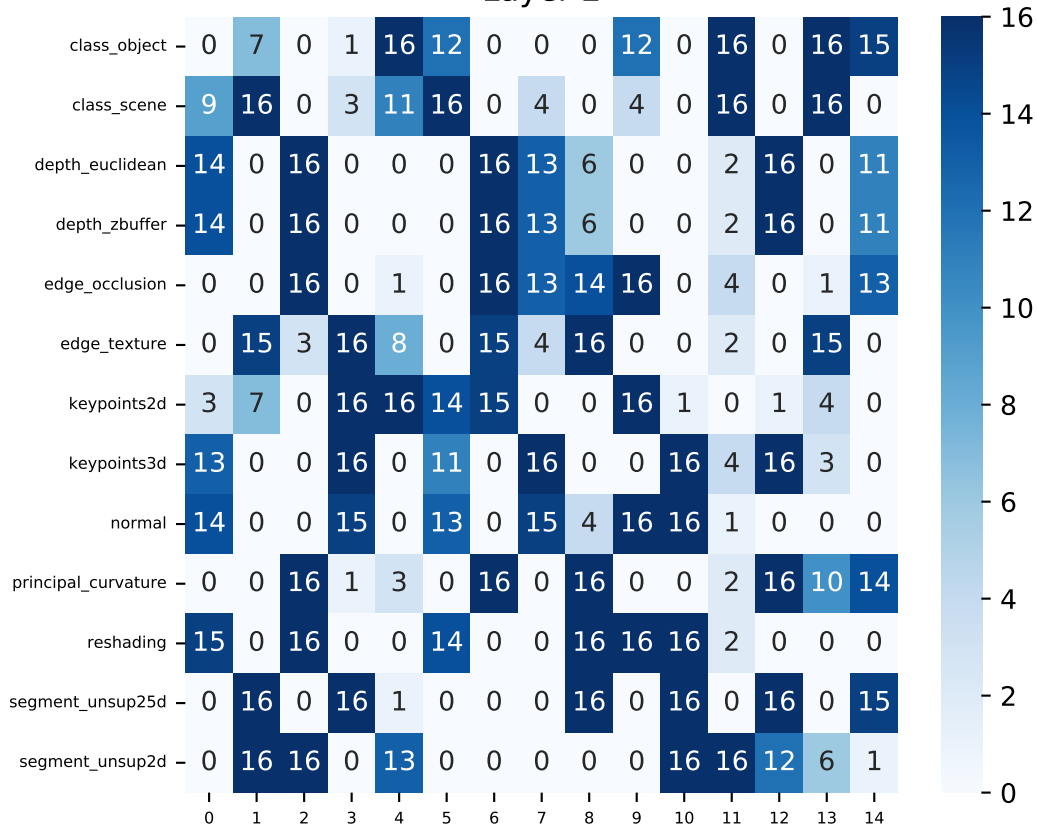 class_object 0 7 0 1 16 12 0 0 0 12 0 16 0 16 15
class_scene 9 16 0 3 11 16 0 4 0 4 0 16 0 16 0
depth_euclidean 14 0 16 0 0 0 16 13 6 0 0 2 16 0 11
depth_zbuffer 14 0 16 0 0 0 16 13 6 0 0 2 16 0 11
edge_occlusion 0 0 16 0 1 0 16 13 14 16 0 4 0 1 13
edge_texture 0 15 3 16 8 0 15 4 16 0 0 2 0 15 0
keypoints2d 3 7 0 16 16 14 15 0 0 16 1 0 1 4 0
keypoints3d 13 0 0 16 0 11 0 16 0 0 16 4 16 3 0
normal 14 0 0 15 0 13 0 15 4 16 16 1 0 0 0
principal_curvature 0 0 16 1 3 0 16 0 16 0 0 2 16 10 14
reshading 15 0 16 0 0 14 0 0 16 16 16 2 0 0 0
segment_unsup25d 0 16 0 16 1 0 0 0 16 0 16 0 16 0 15
segment_unsup2d 0 16 16 0 13 0 0 0 0 0 16 16 12 6 1
0 1 2 3 4 5 6 7 8 9 10 11 12 13 14
16
14
12
10
8
6
4
2
0